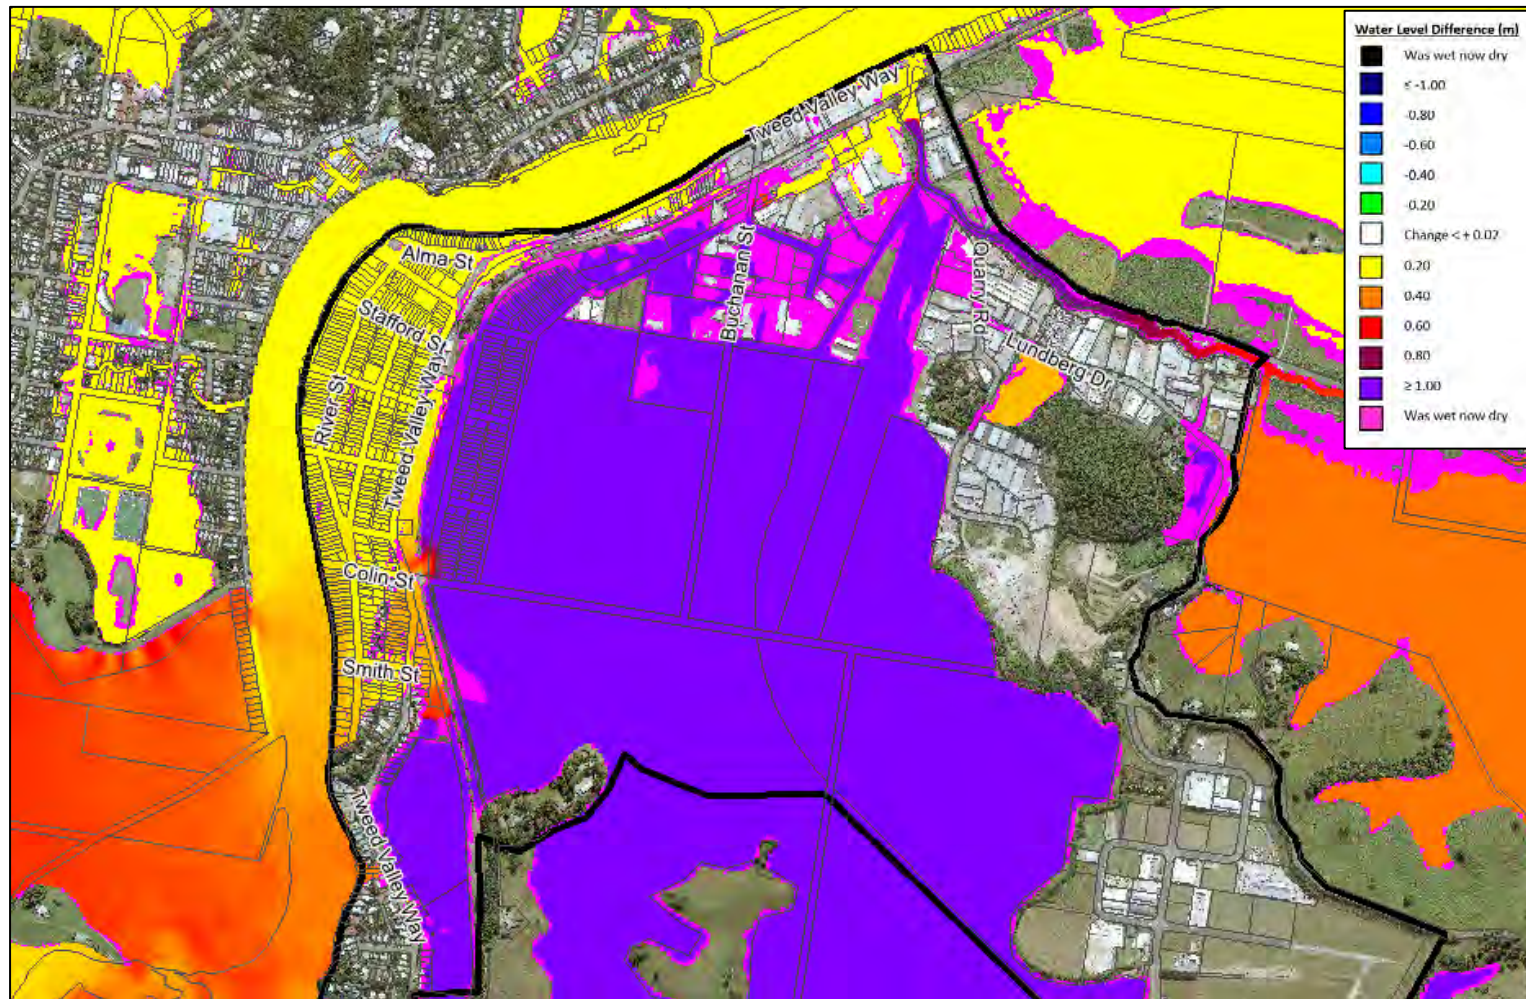 Water Level Difference (m)
Was wet now dry
≤ -1.00
-0.80
-0.60
-0.40
-0.20
Change < ± 0.02
0.20
0.40
0.60
0.80
≥ 1.00
Was wet now dry
Tweed Valley Way
Alma St
Stafford St
Buchanan St
Quarry Rd
Lundberg Dr
River St
Tweed Valley Way
Colin St
Smith St
Tweed Valley Way